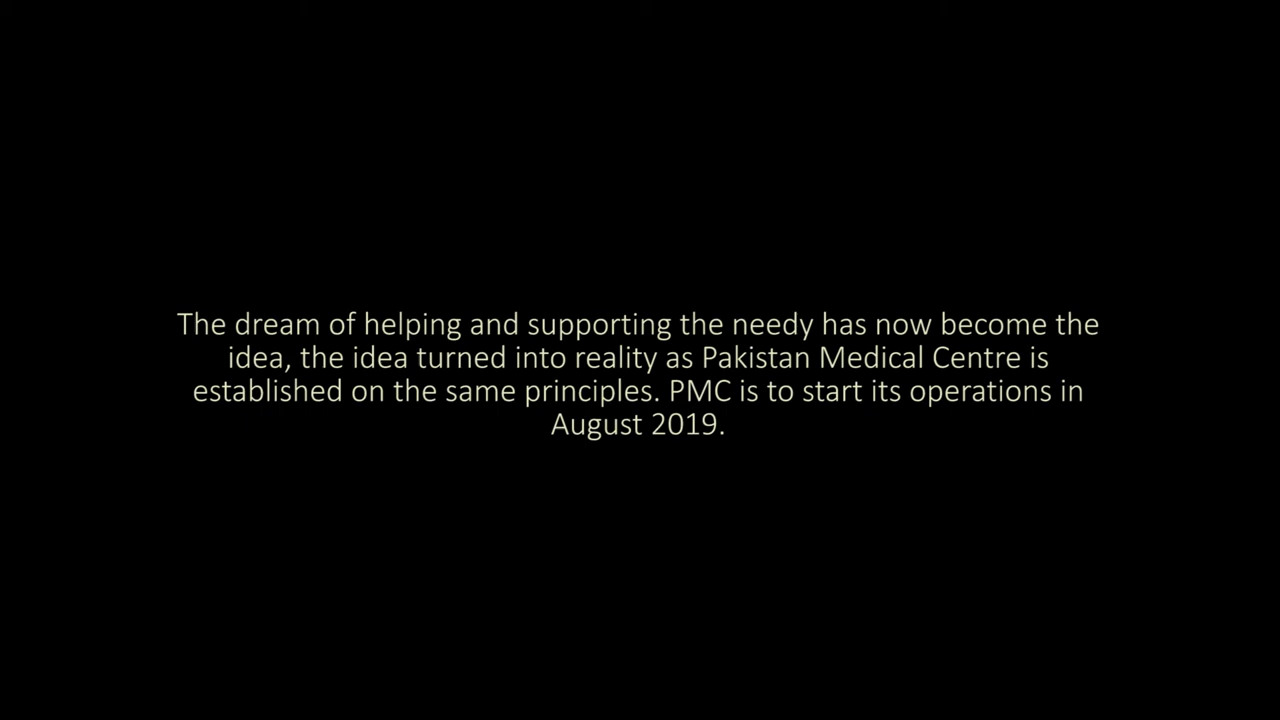 The dream of helping and supporting the needy has now become the
idea, the idea turned into reality as Pakistan Medical Centre is
established on the same principles. PMC is to start its operations in
August 2019.